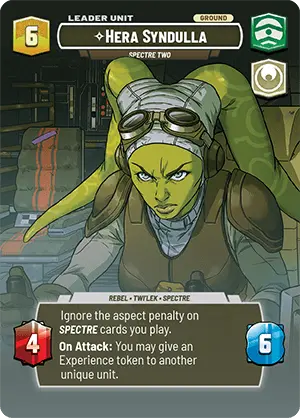 LEADER UNIT
GROUND
6
✧HERA SYNDULLA
SPECTRE TWO
REBEL • TWI'LEK • SPECTRE
Ignore the aspect penalty on
SPECTRE cards you play.
On Attack: You may give an
Experience token to another
unique unit.
4
6